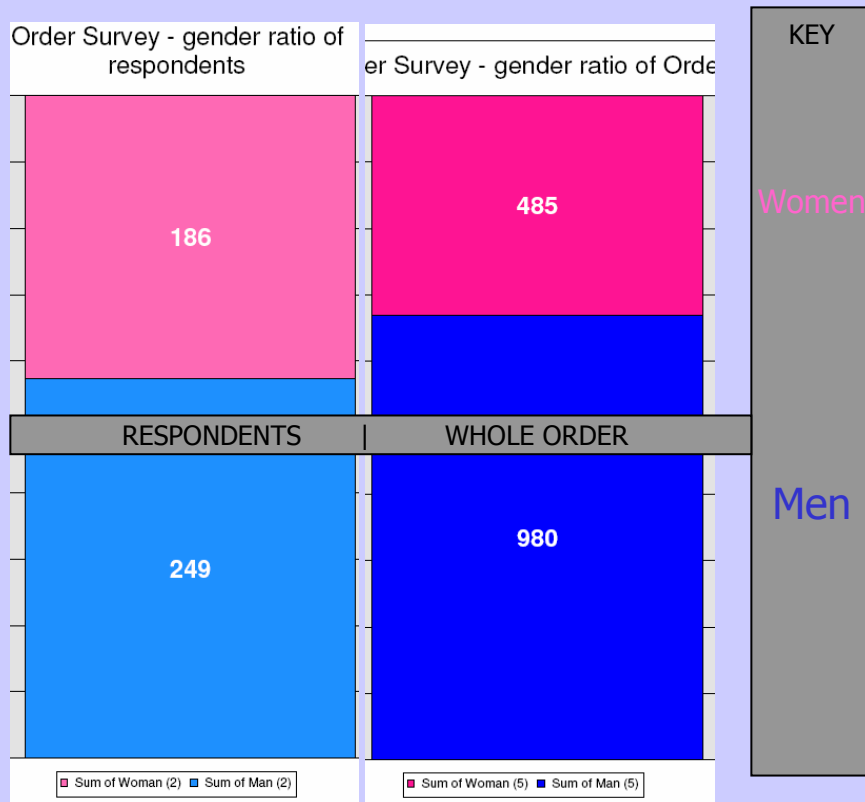 Order Survey - gender ratio of
respondents
186
249
Sum of Woman (2) Sum of Man (2)
er Survey - gender ratio of Orde
485
980
Sum of Woman (5) Sum of Man (5)
RESPONDENTS | WHOLE ORDER
KEY
Women
Men